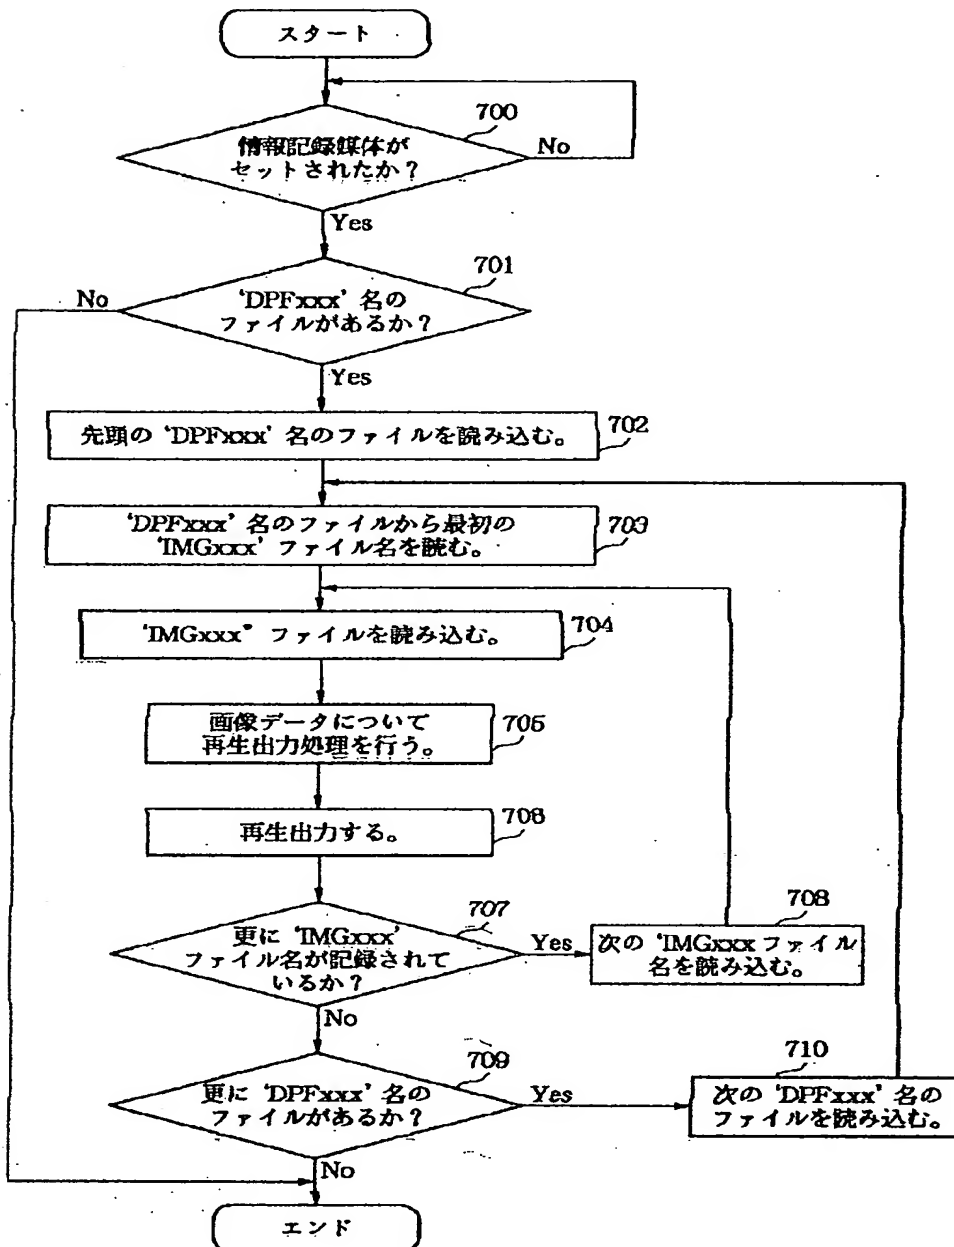 スタート
700
情報記録媒体が
セットされたか?
No
Yes
701
No
'DPFxxx' 名の
ファイルがあるか?
Yes
先頭の 'DPFxxx' 名のファイルを読み込む。
702
'DPFxxx' 名のファイルから最初の
'IMGxxx' ファイル名を読む。
703
'IMGxxx" ファイルを読み込む。
704
画像データについて
再生出力処理を行う。
705
再生出力する。
706
707
更に 'IMGxxx'
ファイル名が記録されて
いるか?
Yes
708
次の 'IMGxxx ファイル
名を読み込む。
No
709
更に 'DPFxxx' 名の
ファイルがあるか?
Yes
710
次の 'DPFxxx' 名の
ファイルを読み込む。
No
エンド